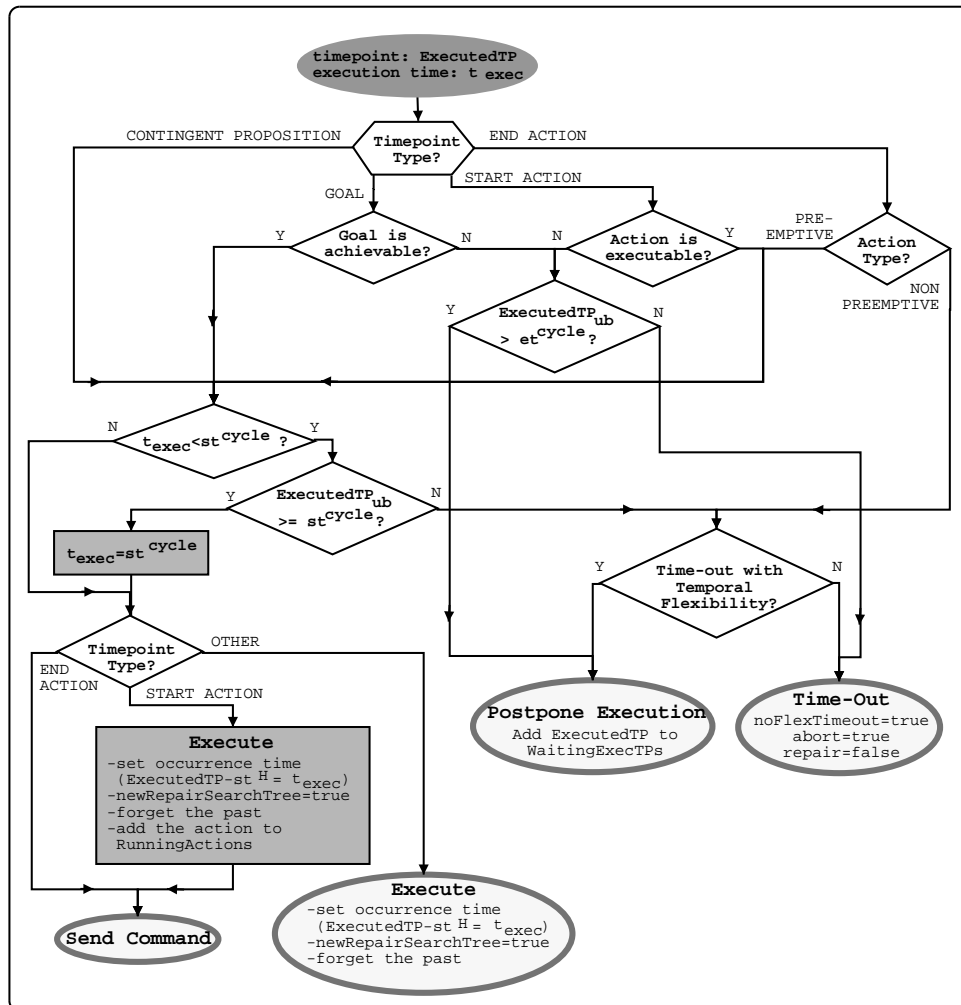 timepoint: ExecutedTP
execution time: t exec
CONTINGENT PROPOSITION
END ACTION
Timepoint
Type?
START ACTION
GOAL
Y
Goal is
achievable?
N
N
Action is
executable?
Y
PRE-
EMPTIVE
Action
Type?
NON
PREEMPTIVE
Y
ExecutedTP ub
> et cycle ?
N
N
t exec < st cycle ?
Y
Y
ExecutedTP ub
>= st cycle ?
N
t exec = st cycle
Y
Time-out with
Temporal
Flexibility?
N
Timepoint
Type?
OTHER
END
ACTION
START ACTION
Postpone Execution
Add ExecutedTP to
WaitingExecTPs
Time-Out
noFlexTimeout=true
abort=true
repair=false
Execute
-set occurrence time
(ExecutedTP-st H = t exec)
-newRepairSearchTree=true
-forget the past
-add the action to
RunningActions
Execute
-set occurrence time
(ExecutedTP-st H = t exec)
-newRepairSearchTree=true
-forget the past
Send Command